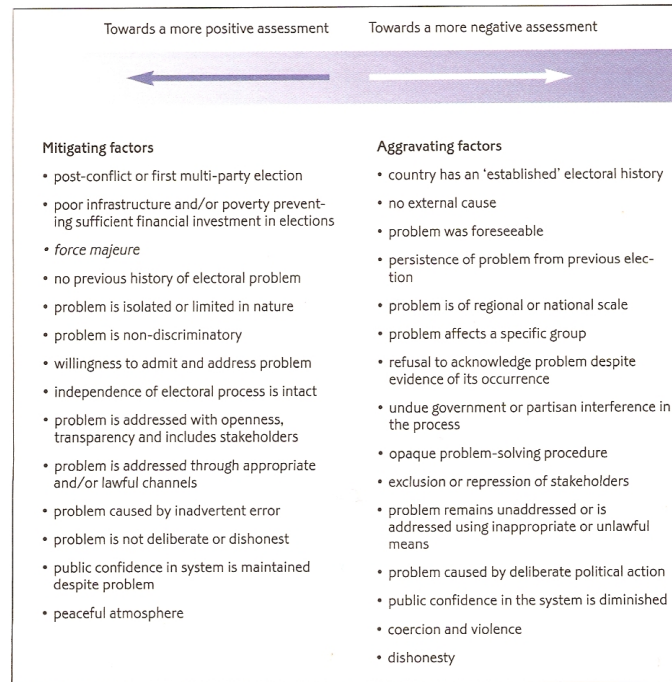 Towards a more positive assessment
Towards a more negative assessment
Mitigating factors
• post-conflict or first multi-party election
• poor infrastructure and/or poverty prevent-
ing sufficient financial investment in elections
• force majeure
• no previous history of electoral problem
• problem is isolated or limited in nature
• problem is non-discriminatory
• willingness to admit and address problem
• independence of electoral process is intact
• problem is addressed with openness,
transparency and includes stakeholders
• problem is addressed through appropriate
and/or lawful channels
• problem caused by inadvertent error
• problem is not deliberate or dishonest
• public confidence in system is maintained
despite problem
• peaceful atmosphere
Aggravating factors
• country has an ‘established’ electoral history
• no external cause
• problem was foreseeable
• persistence of problem from previous elec-
tion
• problem is of regional or national scale
• problem affects a specific group
• refusal to acknowledge problem despite
evidence of its occurrence
• undue government or partisan interference in
the process
• opaque problem-solving procedure
• exclusion or repression of stakeholders
• problem remains unaddressed or is
addressed using inappropriate or unlawful
means
• problem caused by deliberate political action
• public confidence in the system is diminished
• coercion and violence
• dishonesty